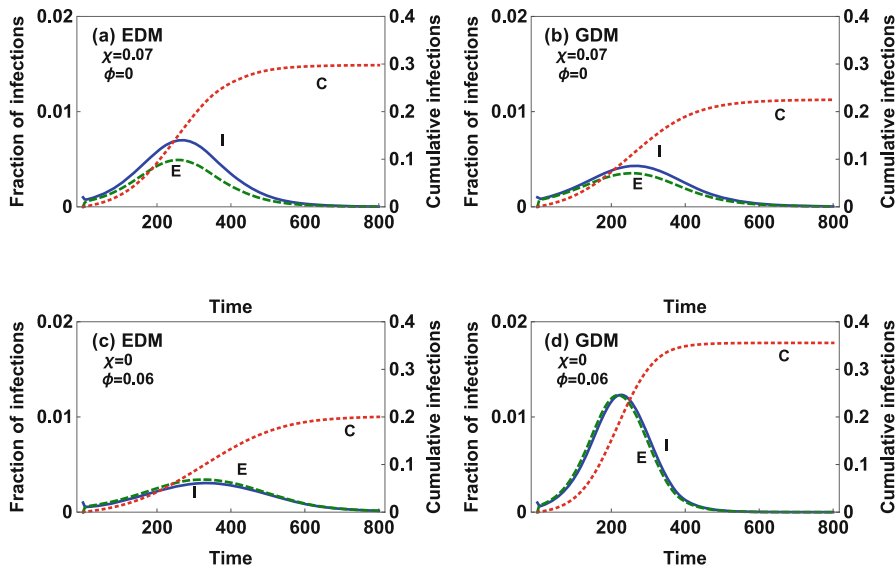 (a) EDM
χ=0.07
ϕ=0
Fraction of infections
0.02
0.01
0
Cumulative infections
0.4
0.3
0.2
0.1
0
C
I
E
200 400 600 800
Time
(b) GDM
χ=0.07
ϕ=0
Fraction of infections
0.02
0.01
0
Cumulative infections
0.4
0.3
0.2
0.1
0
C
I
E
200 400 600 800
Time
(c) EDM
χ=0
ϕ=0.06
Fraction of infections
0.02
0.01
0
Cumulative infections
0.4
0.3
0.2
0.1
0
C
E
I
200 400 600 800
Time
(d) GDM
χ=0
ϕ=0.06
Fraction of infections
0.02
0.01
0
Cumulative infections
0.4
0.3
0.2
0.1
0
C
I
E
200 400 600 800
Time